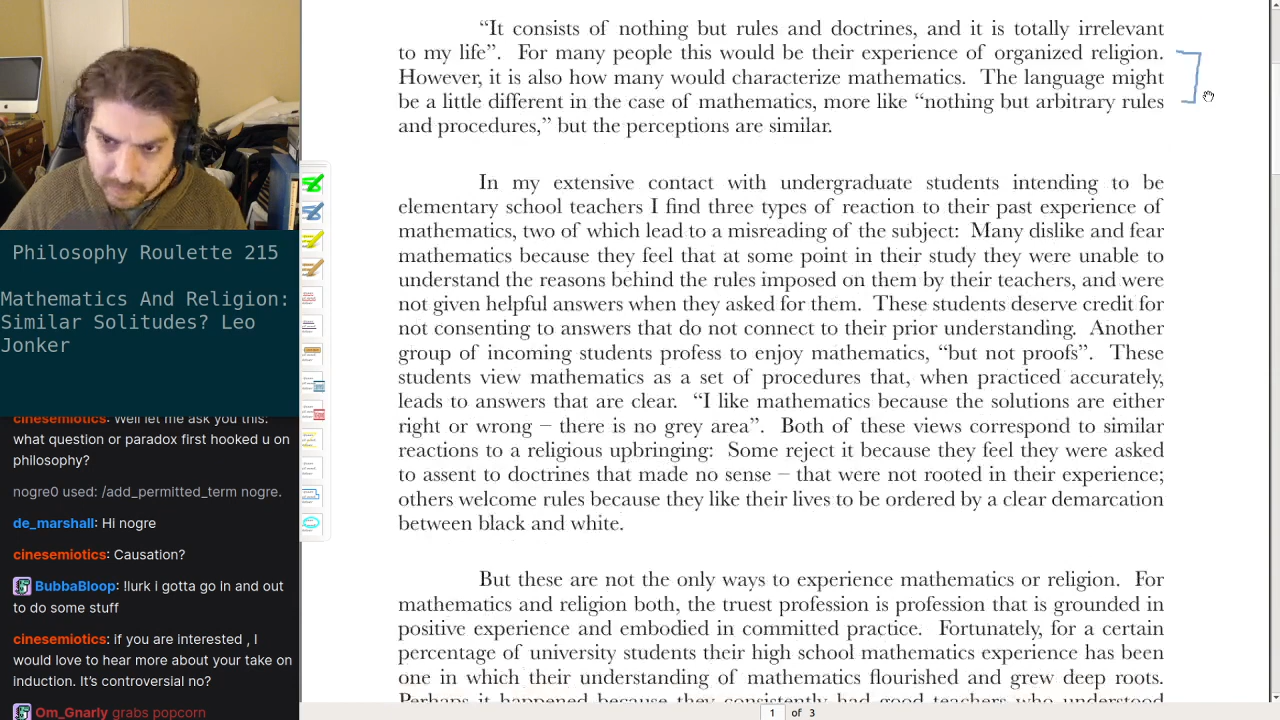 Philosophy Roulette 215
Mathematics And Religion:
Similar Solitudes? Leo
Jonker
cinesemiotics: Well let me ask you this:
what question or paradox first hooked u on
philosophy?
nogre0 used: /add_permitted_term nogre.
de_marshall: Hi nogre
cinesemiotics: Causation?
BubbaBloop: !lurk i gotta go in and out
to do some stuff
cinesemiotics: if you are interested , I
would love to hear more about your take on
induction. It’s controversial no?
Om_Gnarly grabs popcorn
“It consists of nothing but rules and doctrines, and it is totally irrelevant
to my life”. For many people this would be their experience of organized religion.
However, it is also how many would characterize mathematics. The language might
be a little different in the case of mathematics, more like “nothing but arbitrary rules
and procedures,” but the perceptions are similar.
In my extensive contact with undergraduate students intending to be
elementary school teachers I find three types of reaction to their past experience of
mathematics, two of which lead to a misreading of the subject: Many dislike and fear
mathematics because they feel that at some point in their study they were unable to
understand the reasons behind the rules imposed on them by their teachers, and were
not given helpful answers to their requests for clarity. These students deserve credit for
not continuing to answers that do not connect to their prior understanding. Another
group, often come to the process, enjoy mathematics, “but not proofs”. These
students view mathematics as a set of procedures that, when performed accurately,
leads to answers that are clear. “I like mathematics because the questions are either
right or wrong – there is no grey area.” Both of these views correspond to similar
reactions to a religious upbringing: Some reject it because they feel they were asked
to assent to doctrines that made no sense – that were not rooted in their experience;
others become rigid because they like their lives to be ordered by a clear demarcation
between black and white.
But these are not the only ways to experience mathematics or religion. For
mathematics and religion both, the truest profession is profession that is grounded in
positive experience and embodied in committed practice. Fortunately, for a certain
percentage of university students their high school mathematics experience has been
one in which their understanding of mathematics flourished and grew deep roots.
1 of 3